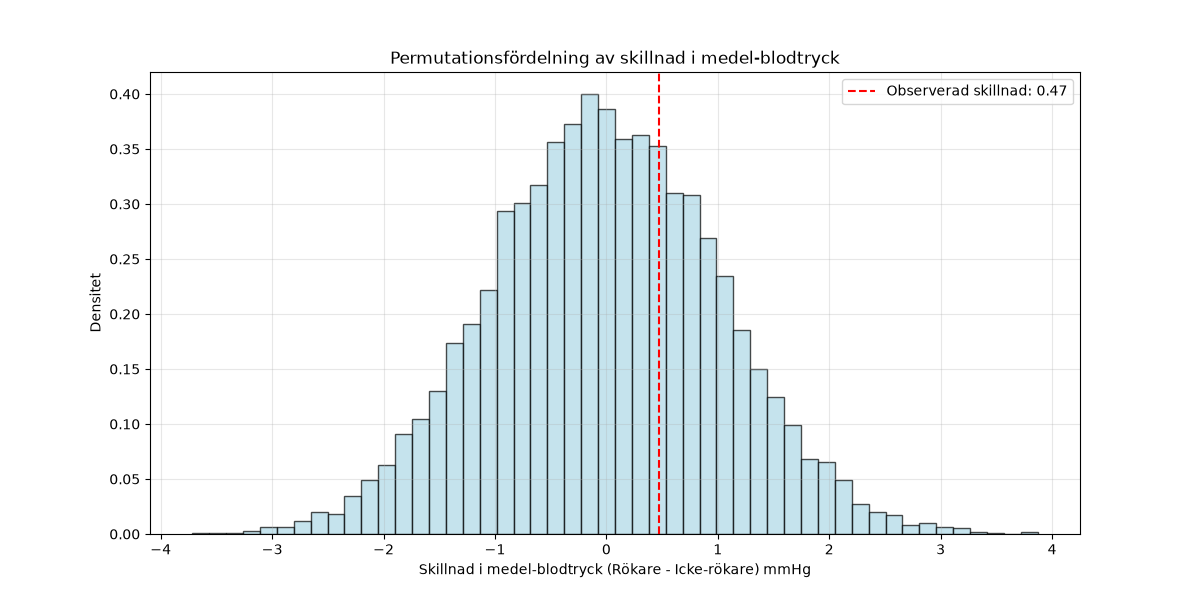 Permutationsfördelning av skillnad i medel-blodtryck
Observerad skillnad: 0.47
Densitet
0.40
0.35
0.30
0.25
0.20
0.15
0.10
0.05
0.00
−4 −3 −2 −1 0 1 2 3 4
Skillnad i medel-blodtryck (Rökare - Icke-rökare) mmHg